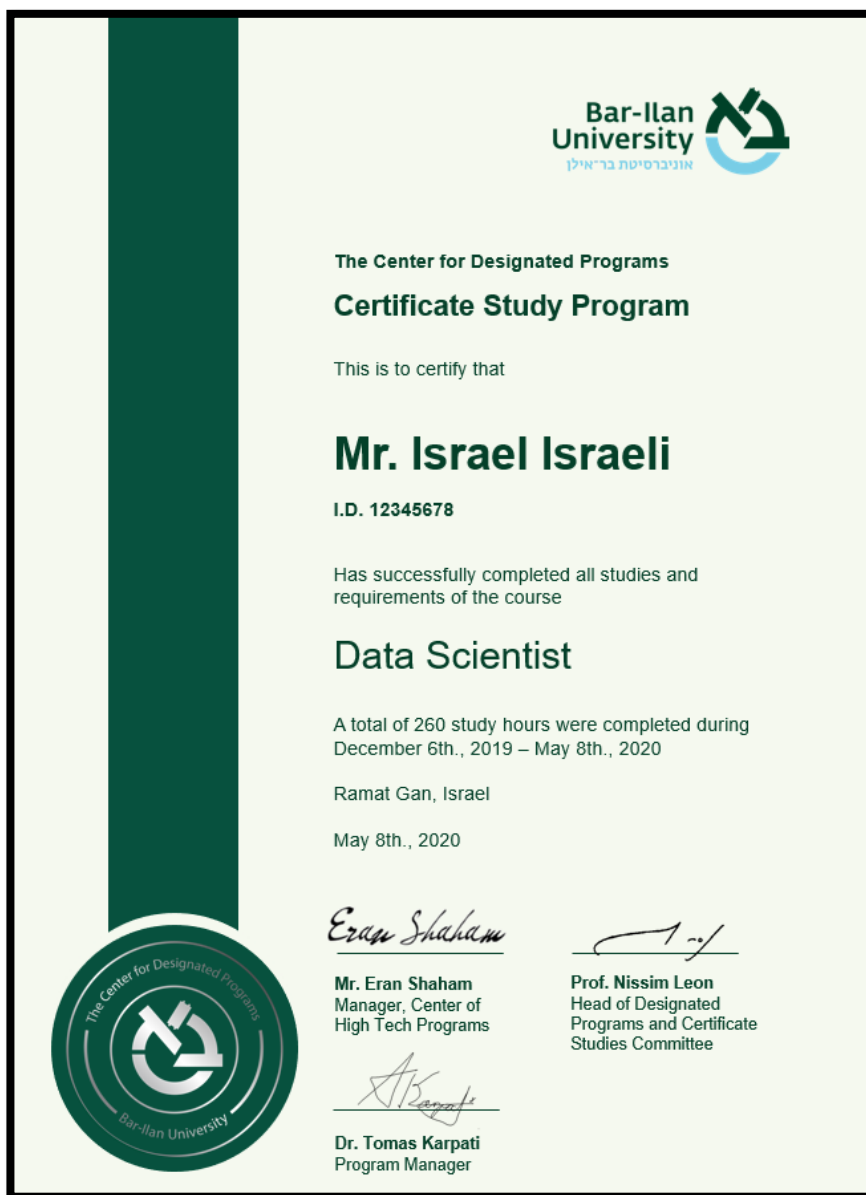 Bar-Ilan
University
אוניברסיטת בר־אילן
The Center for Designated Programs
Certificate Study Program
This is to certify that
Mr. Israel Israeli
I.D. 12345678
Has successfully completed all studies and
requirements of the course
Data Scientist
A total of 260 study hours were completed during
December 6th., 2019 – May 8th., 2020
Ramat Gan, Israel
May 8th., 2020
Eran Shaham
Mr. Eran Shaham
Manager, Center of
High Tech Programs
Prof. Nissim Leon
Head of Designated
Programs and Certificate
Studies Committee
Dr. Tomas Karpati
Program Manager
The Center for Designated Programs
Bar-Ilan University